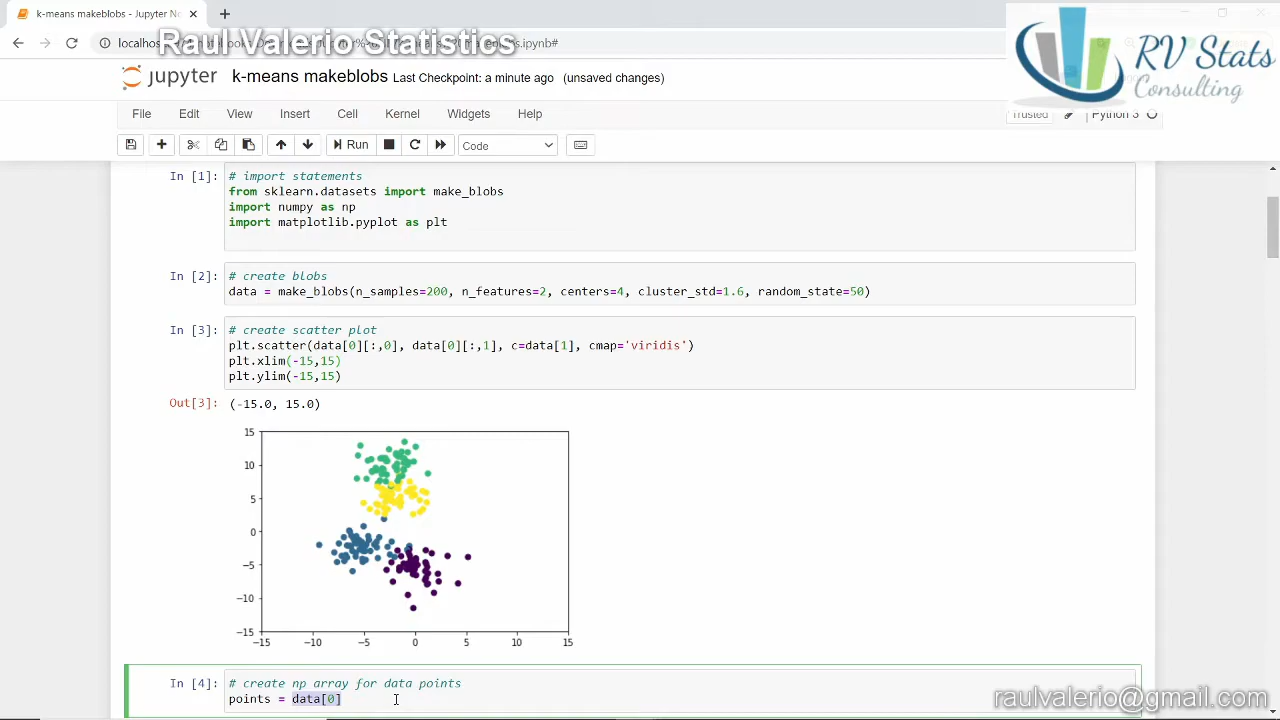 k-means makeblobs - Jupyter No
Raul Valerio Statistics
ipynb#
RV Stats
Consulting
jupyter k-means makeblobs Last Checkpoint: a minute ago (unsaved changes)
File Edit View Insert Cell Kernel Widgets Help
Trusted Python 3
Run
Code
In [1]: # import statements
from sklearn.datasets import make_blobs
import numpy as np
import matplotlib.pyplot as plt
In [2]: # create blobs
data = make_blobs(n_samples=200, n_features=2, centers=4, cluster_std=1.6, random_state=50)
In [3]: # create scatter plot
plt.scatter(data[0][:,0], data[0][:,1], c=data[1], cmap='viridis')
plt.xlim(-15,15)
plt.ylim(-15,15)
Out[3]: (-15.0, 15.0)
15
10
5
0
−5
−10
−15
−15 −10 −5 0 5 10 15
In [4]: # create np array for data points
points = data[0]
raulvalerio@gmail.com